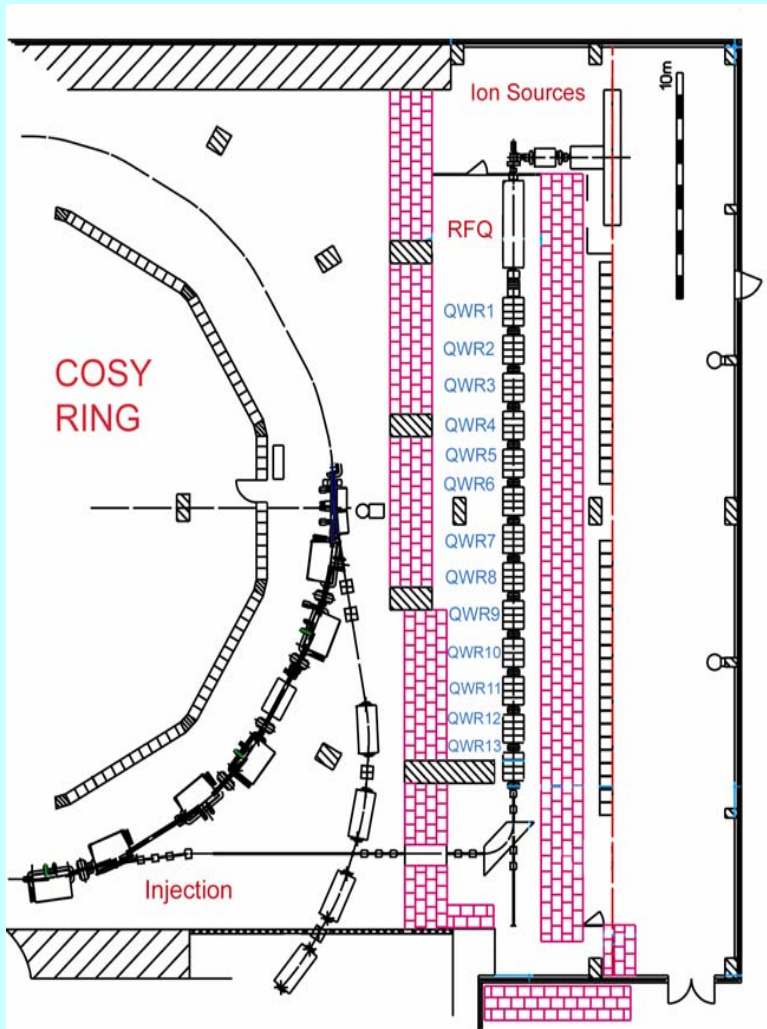 Ion Sources
10m
RFQ
QWR1
QWR2
QWR3
COSY
RING
QWR4
QWR5
QWR6
QWR7
QWR8
QWR9
QWR10
QWR11
QWR12
QWR13
Injection